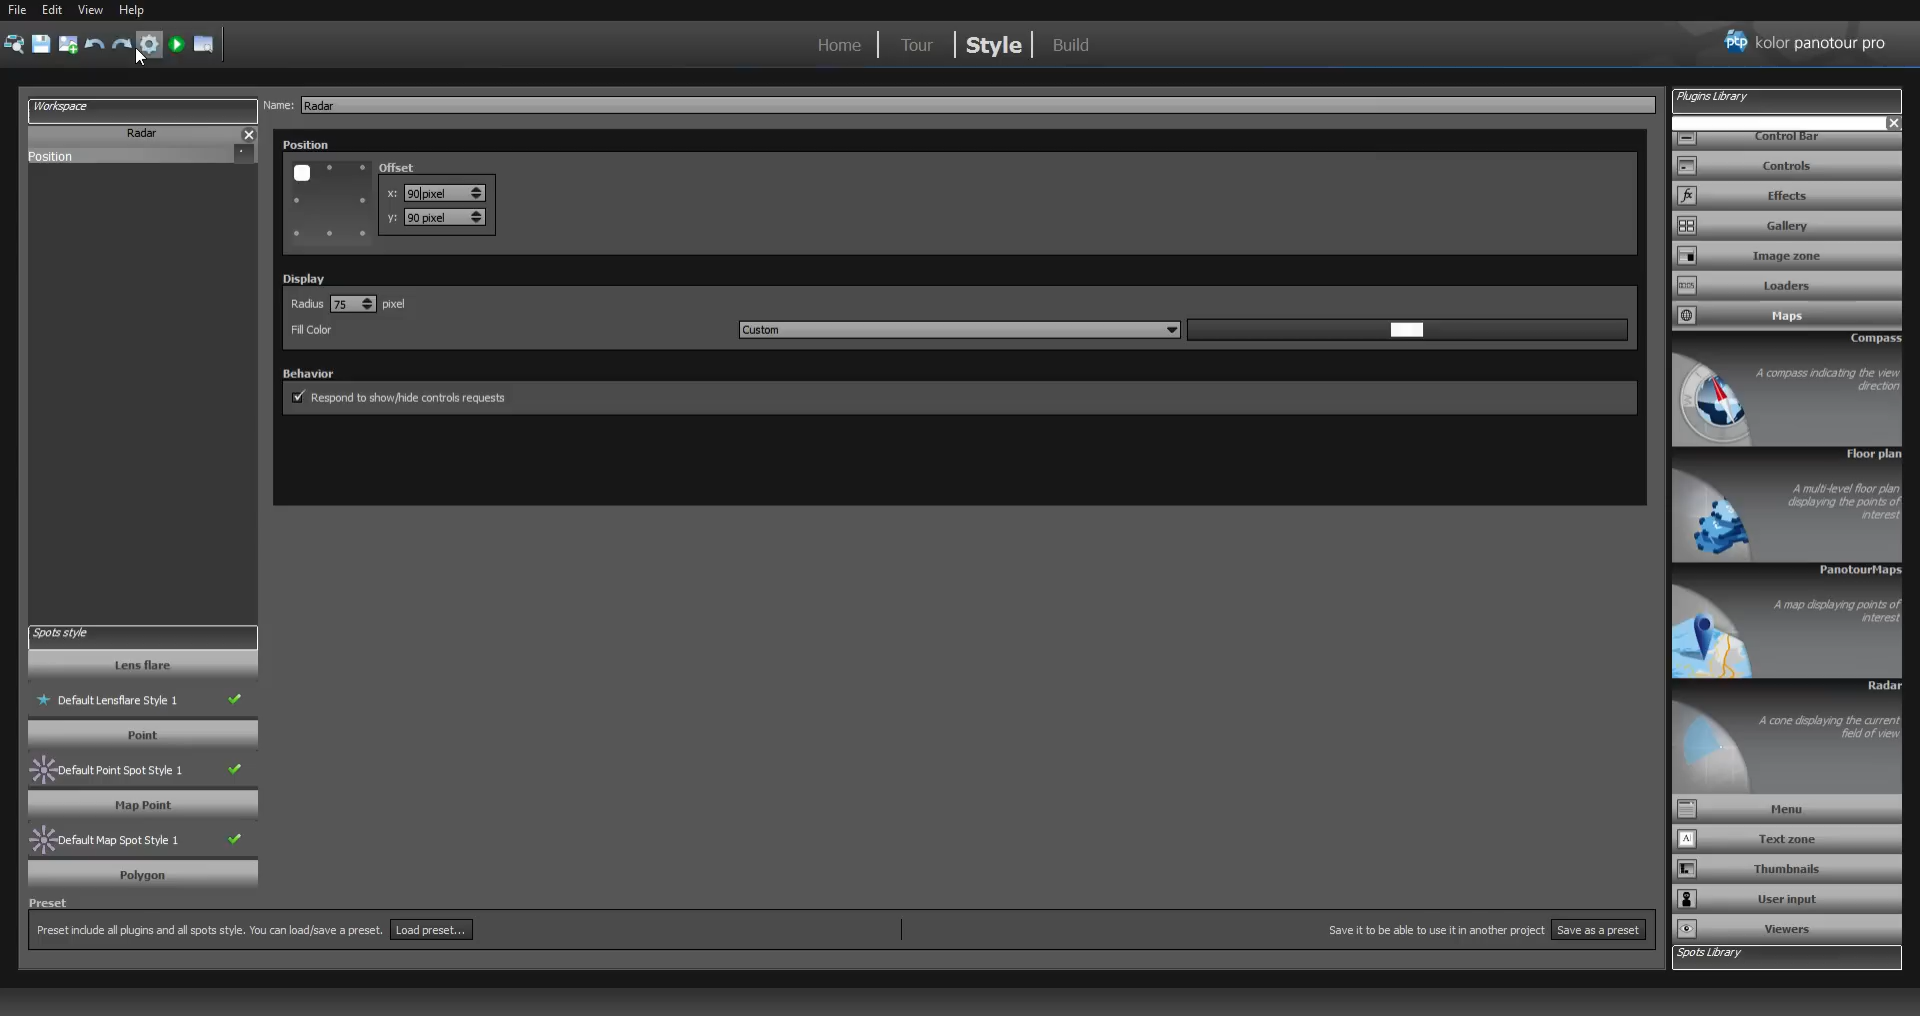 File Edit View Help
Home Tour Style Build
ptp kolor panotour pro
Workspace
Radar
Position
Name: Radar
Position
Offset
x: 90 pixel
y: 90 pixel
Display
Radius 75 pixel
Fill Color Custom
Behavior
Respond to show/hide controls requests
Spots style
Lens flare
Default Lensflare Style 1
Point
Default Point Spot Style 1
Map Point
Default Map Spot Style 1
Polygon
Preset
Preset include all plugins and all spots style. You can load/save a preset. Load preset...
Save it to be able to use it in another project Save as a preset
Plugins Library
Control Bar
Controls
fx Effects
Gallery
Image zone
Loaders
Maps
Compass
A compass indicating the view
direction
Floor plan
A multi-level floor plan
displaying the points of
interest
PanotourMaps
A map displaying points of
interest
Radar
A cone displaying the current
field of view
Menu
AI Text zone
Thumbnails
User input
Viewers
Spots Library